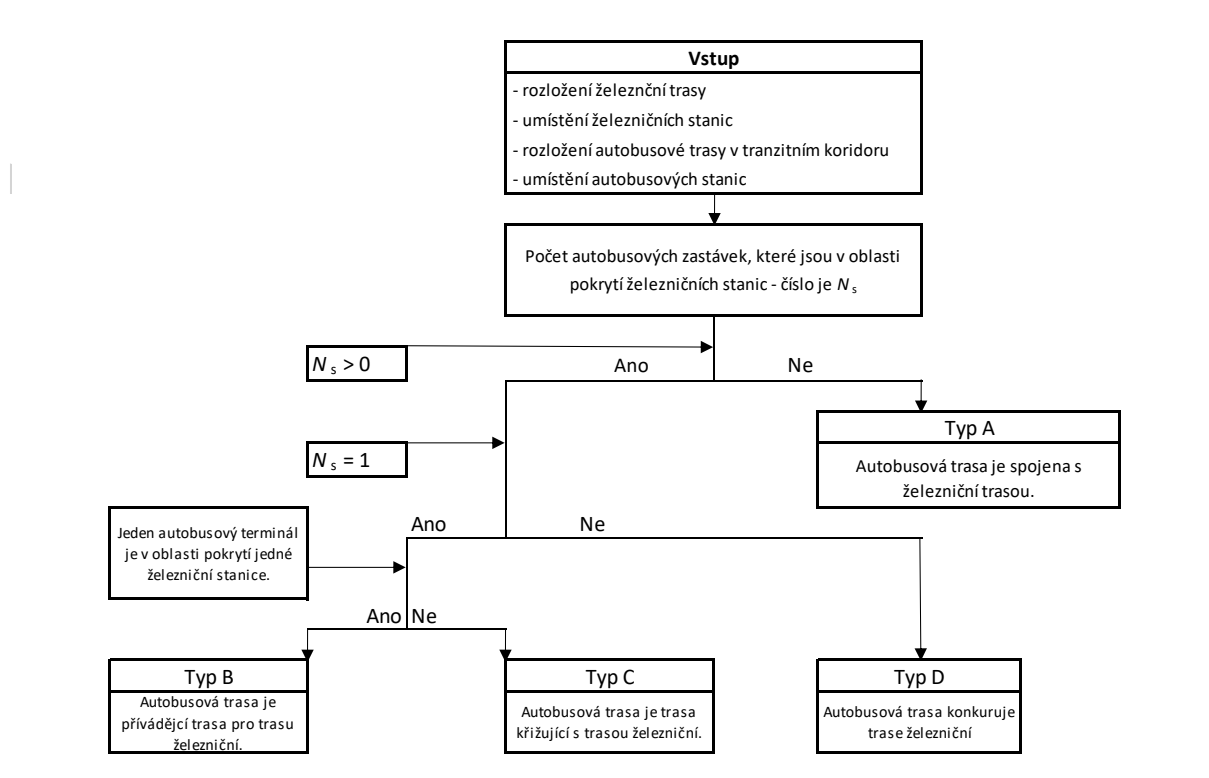 Vstup
- rozložení železnční trasy
- umístění železničních stanic
- rozložení autobusové trasy v tranzitním koridoru
- umístění autobusových stanic
Počet autobusových zastávek, které jsou v oblasti
pokrytí železničních stanic - číslo je N s
N s > 0
Ano
Ne
Typ A
Autobusová trasa je spojena s
železniční trasou.
N s = 1
Ano
Ne
Jeden autobusový terminál
je v oblasti pokrytí jedné
železniční stanice.
Ano
Ne
Typ B
Autobusová trasa je
přívádějcí trasa pro trasu
železniční.
Typ C
Autobusová trasa je trasa
křižující s trasou železniční.
Typ D
Autobusová trasa konkuruje
trase železniční